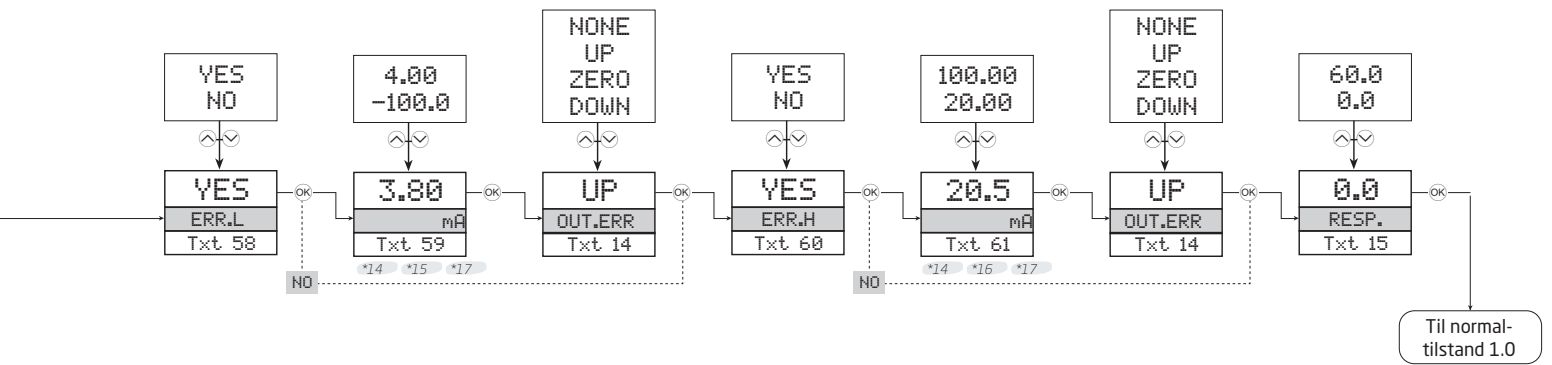 YES
NO
YES
ERR.L
Txt 58
OK
NO
4.00
-100.0
3.80
mA
Txt 59
*14 *15 *17
OK
NONE
UP
ZERO
DOWN
UP
OUT.ERR
Txt 14
OK
YES
NO
YES
ERR.H
Txt 60
OK
NO
100.00
20.00
20.5
mA
Txt 61
*14 *16 *17
OK
NONE
UP
ZERO
DOWN
UP
OUT.ERR
Txt 14
OK
60.0
0.0
0.0
RESP.
Txt 15
OK
Til normal-
tilstand 1.0